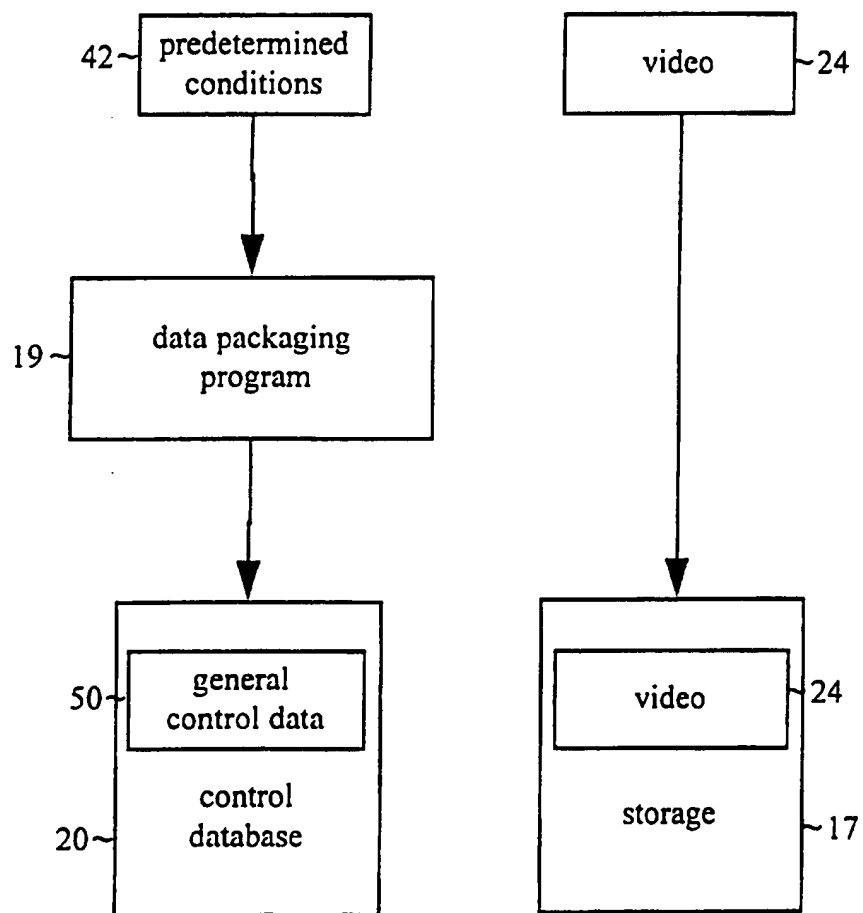 42
predetermined
conditions
video
24
19
data packaging
program
50
general
control data
control
database
20
video
24
storage
17